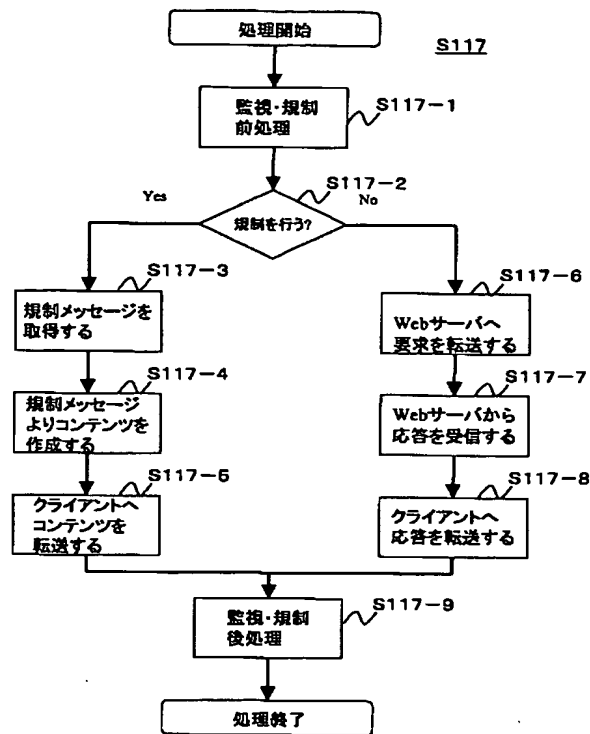 処理開始
S117
監視・規制
前処理
S117-1
S117-2
Yes
規制を行う?
No
S117-3
規制メッセージを
取得する
S117-4
規制メッセージ
よりコンテンツを
作成する
S117-5
クライアントへ
コンテンツを
転送する
S117-6
Webサーバへ
要求を転送する
S117-7
Webサーバから
応答を受信する
S117-8
クライアントへ
応答を転送する
監視・規制
後処理
S117-9
処理終了